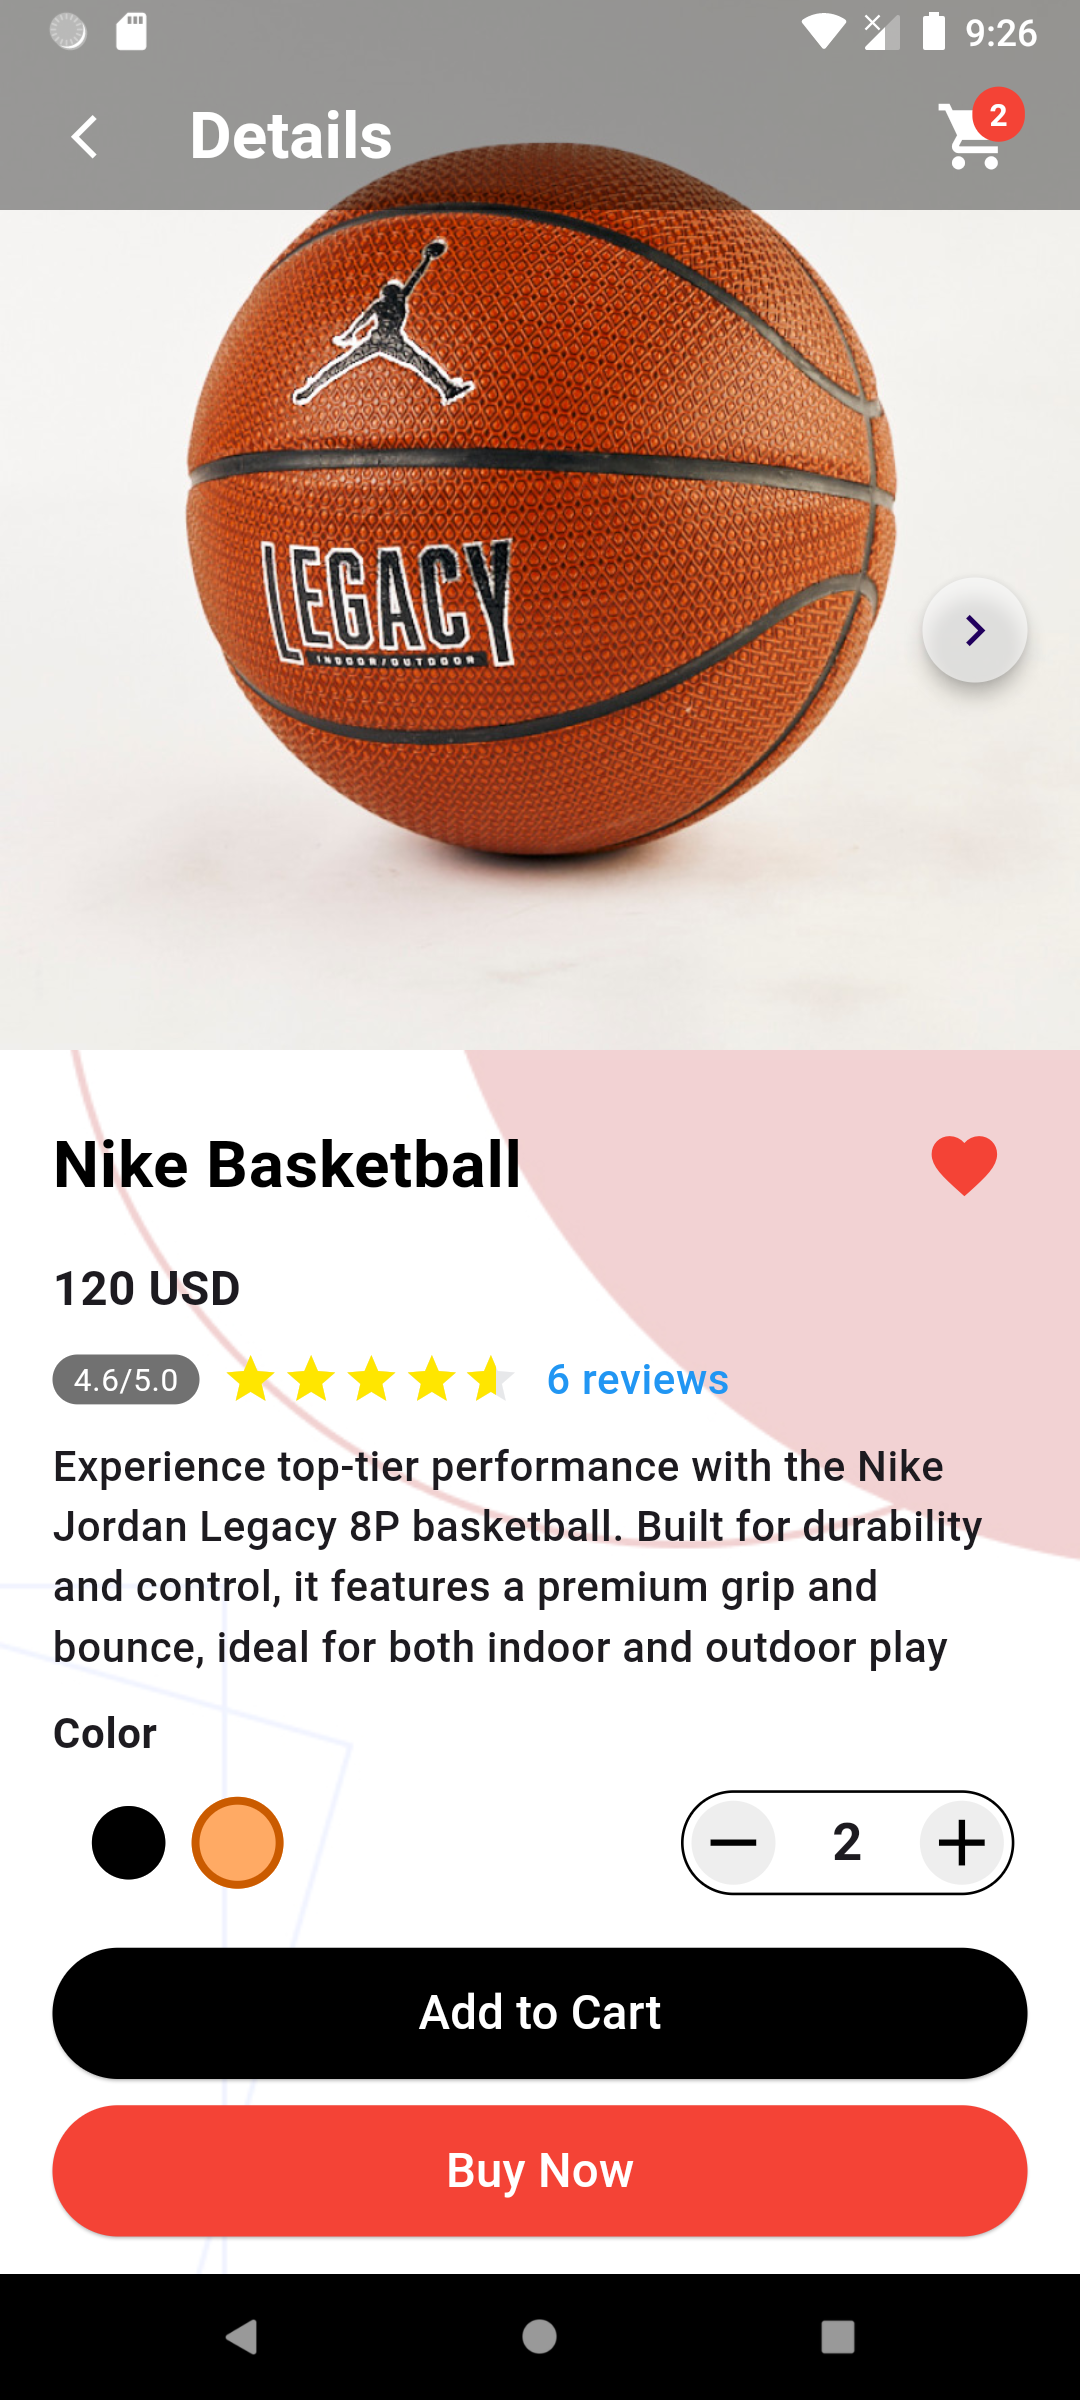 9:26
Details
2
LEGACY
INDOOR/OUTDOOR
Nike Basketball
120 USD
4.6/5.0 6 reviews
Experience top-tier performance with the Nike
Jordan Legacy 8P basketball. Built for durability
and control, it features a premium grip and
bounce, ideal for both indoor and outdoor play
Color
2
Add to Cart
Buy Now